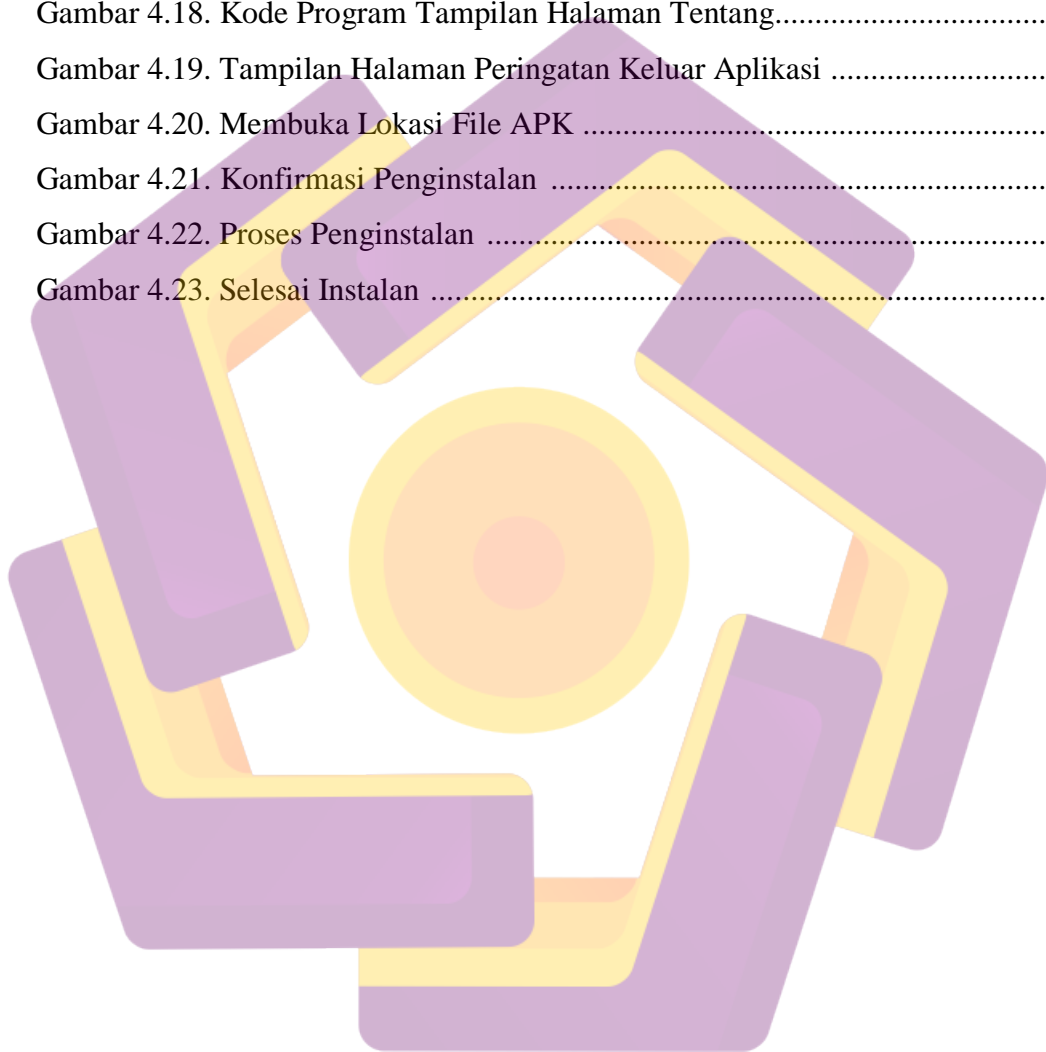 Gambar 4.18. Kode Program Tampilan Halaman Tentang..................................
Gambar 4.19. Tampilan Halaman Peringatan Keluar Aplikasi ...........................
Gambar 4.20. Membuka Lokasi File APK ..........................................................
Gambar 4.21. Konfirmasi Penginstalan ..............................................................
Gambar 4.22. Proses Penginstalan ......................................................................
Gambar 4.23. Selesai Instalan .............................................................................